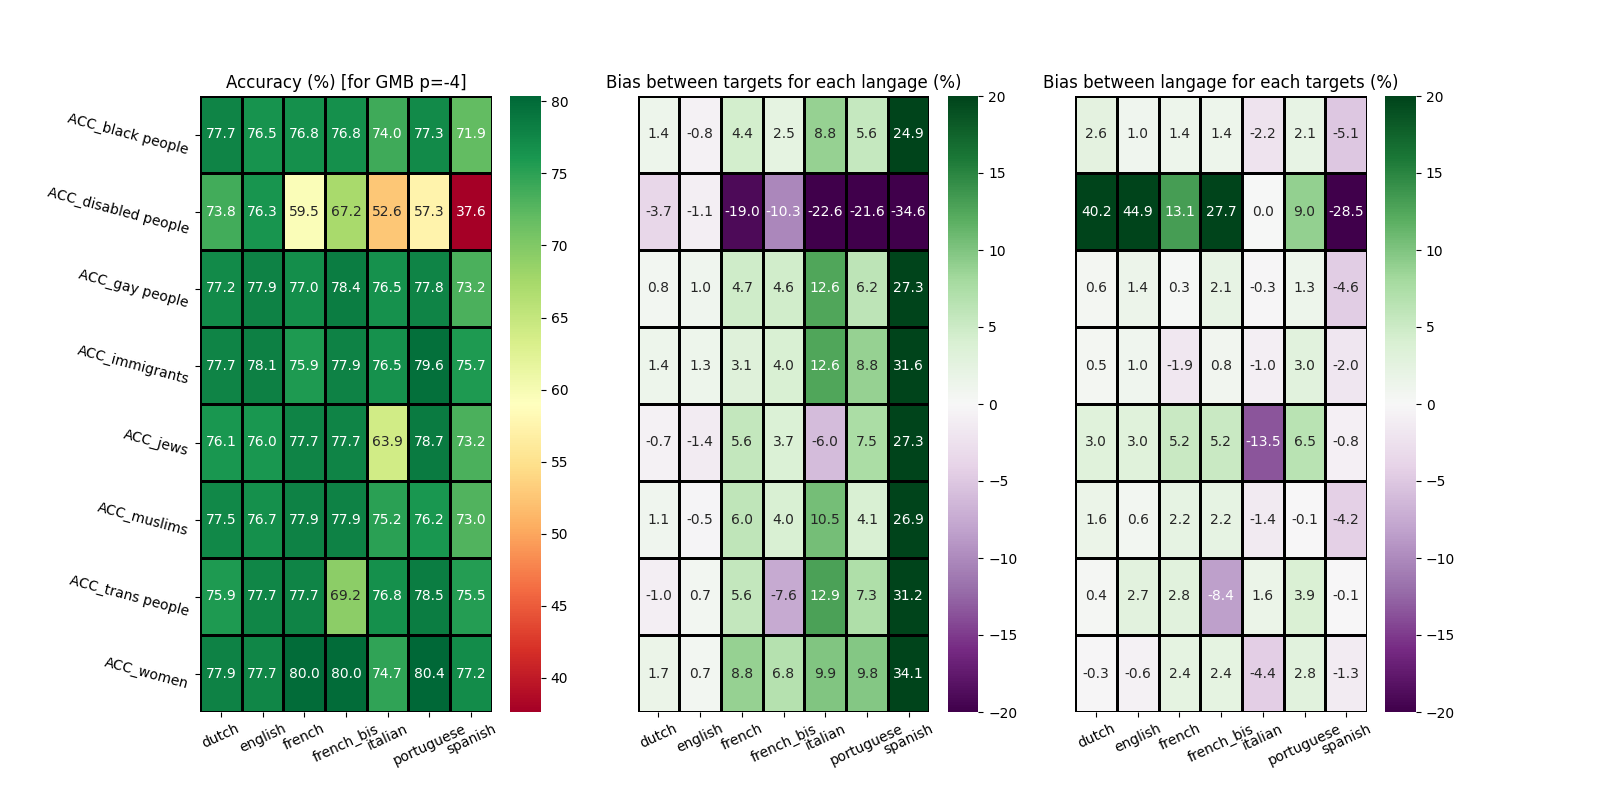 Accuracy (%) [for GMB p=-4]
Bias between targets for each langage (%)
Bias between langage for each targets (%)
ACC_black people
77.7 76.5 76.8 76.8 74.0 77.3 71.9
1.4 -0.8 4.4 2.5 8.8 5.6 24.9
2.6 1.0 1.4 1.4 -2.2 2.1 -5.1
ACC_disabled people
73.8 76.3 59.5 67.2 52.6 57.3 37.6
-3.7 -1.1 -19.0 -10.3 -22.6 -21.6 -34.6
40.2 44.9 13.1 27.7 0.0 9.0 -28.5
ACC_gay people
77.2 77.9 77.0 78.4 76.5 77.8 73.2
0.8 1.0 4.7 4.6 12.6 6.2 27.3
0.6 1.4 0.3 2.1 -0.3 1.3 -4.6
ACC_immigrants
77.7 78.1 75.9 77.9 76.5 79.6 75.7
1.4 1.3 3.1 4.0 12.6 8.8 31.6
0.5 1.0 -1.9 0.8 -1.0 3.0 -2.0
ACC_jews
76.1 76.0 77.7 77.7 63.9 78.7 73.2
-0.7 -1.4 5.6 3.7 -6.0 7.5 27.3
3.0 3.0 5.2 5.2 -13.5 6.5 -0.8
ACC_muslims
77.5 76.7 77.9 77.9 75.2 76.2 73.0
1.1 -0.5 6.0 4.0 10.5 4.1 26.9
1.6 0.6 2.2 2.2 -1.4 -0.1 -4.2
ACC_trans people
75.9 77.7 77.7 69.2 76.8 78.5 75.5
-1.0 0.7 5.6 -7.6 12.9 7.3 31.2
0.4 2.7 2.8 -8.4 1.6 3.9 -0.1
ACC_women
77.9 77.7 80.0 80.0 74.7 80.4 77.2
1.7 0.7 8.8 6.8 9.9 9.8 34.1
-0.3 -0.6 2.4 2.4 -4.4 2.8 -1.3
dutch english french french_bis italian portuguese spanish
dutch english french french_bis italian portuguese spanish
dutch english french french_bis italian portuguese spanish
80
75
70
65
60
55
50
45
40
20
15
10
5
0
−5
−10
−15
−20
20
15
10
5
0
−5
−10
−15
−20